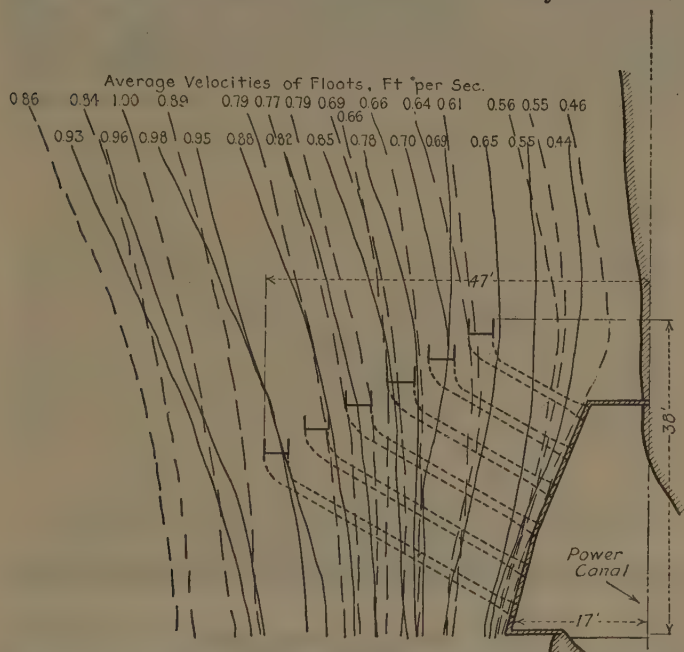 Average Velocities of Floats, Ft per Sec.
0.86 0.84 1.00 0.89 0.79 0.77 0.79 0.69 0.66 0.64 0.61 0.56 0.55 0.46
0.66
0.93 0.96 0.98 0.95 0.88 0.82 0.85 0.78 0.70 0.69 0.65 0.55 0.44
47'
38'
Power
Canal
17'